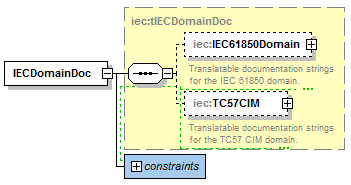 iec:tIECDomainDoc
iec:IEC61850Domain
Translatable documentation strings
for the IEC 61850 domain.
IECDomainDoc
iec:TC57CIM
Translatable documentation strings
for the TC57 CIM domain.
constraints